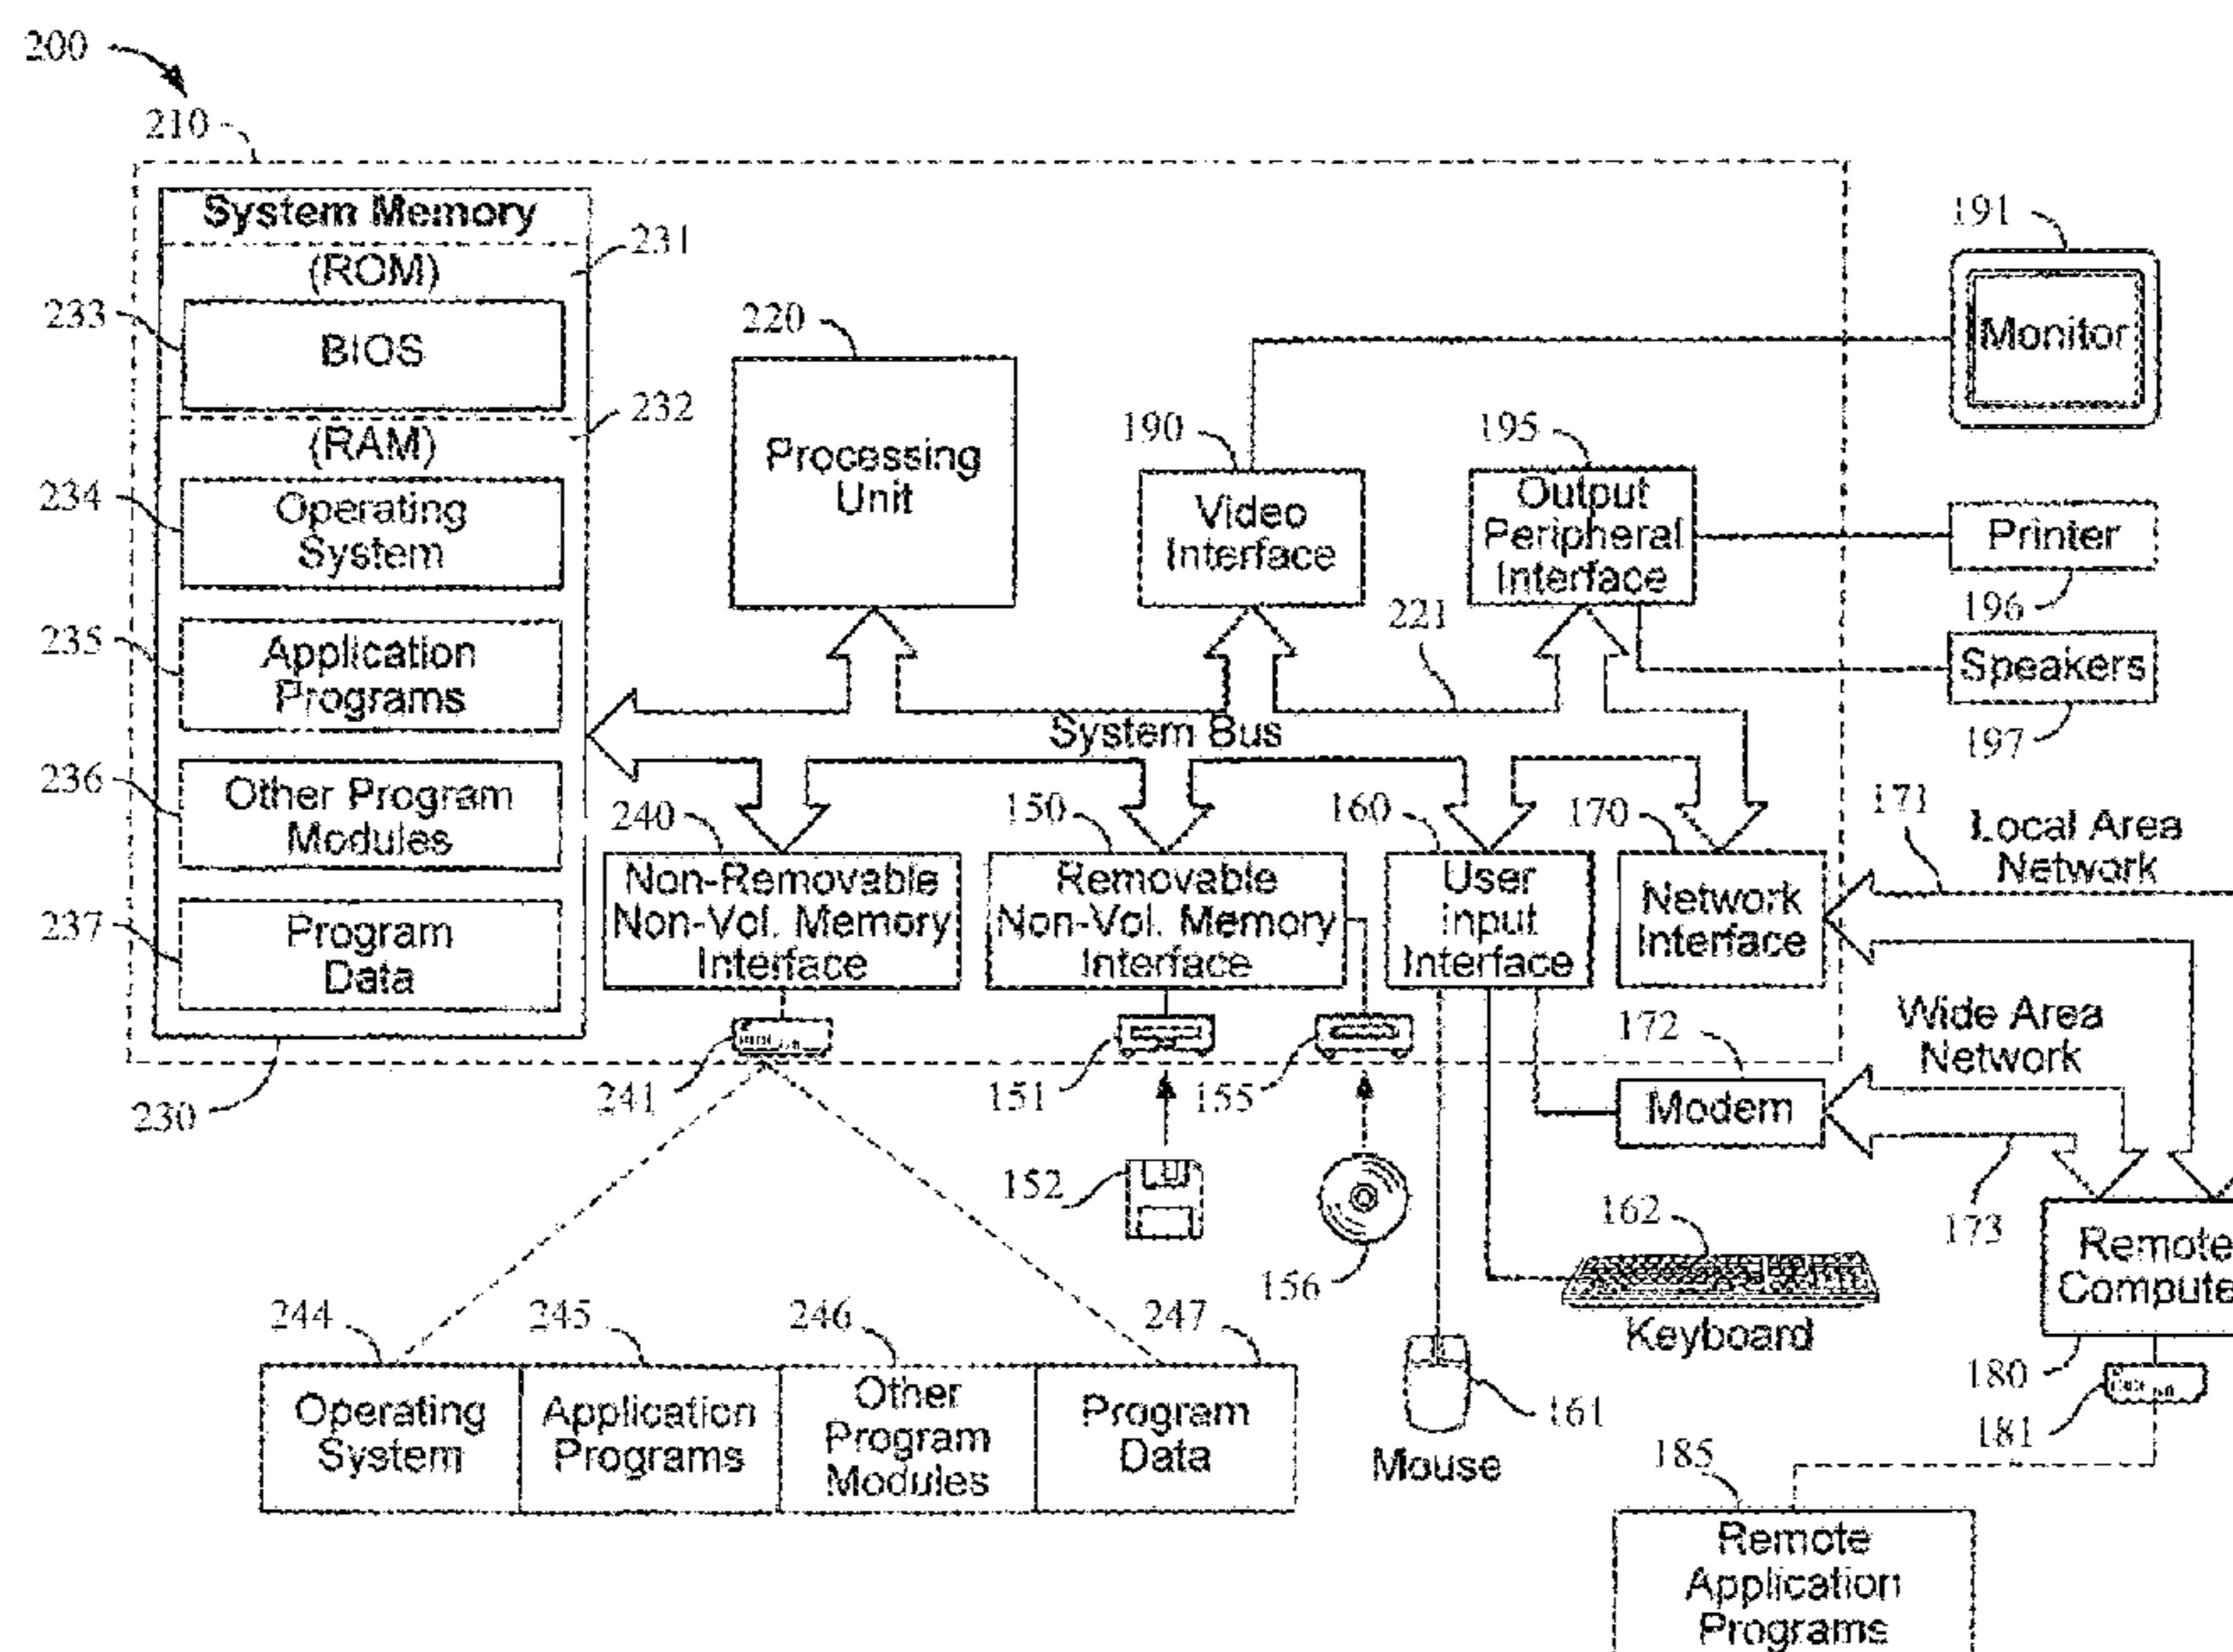 200
210
System Memory
(ROM)
231
233
BIOS
(RAM)
232
234
Operating
System
235
Application
Programs
236
Other Program
Modules
237
Program
Data
230
220
Processing
Unit
190
Video
Interface
195
Output
Peripheral
Interface
221
System Bus
191
Monitor
Printer
196
Speakers
197
240
Non-Removable
Non-Vol. Memory
Interface
150
Removable
Non-Vol. Memory
Interface
160
User
Input
Interface
170
Network
Interface
171
Local Area
Network
241
151
155
172
Modem
Wide Area
Network
173
152
156
162
Keyboard
161
Mouse
Remote
Compute
180
181
185
Remote
Application
Programs
244
245
246
247
Operating
System
Application
Programs
Other
Program
Modules
Program
Data